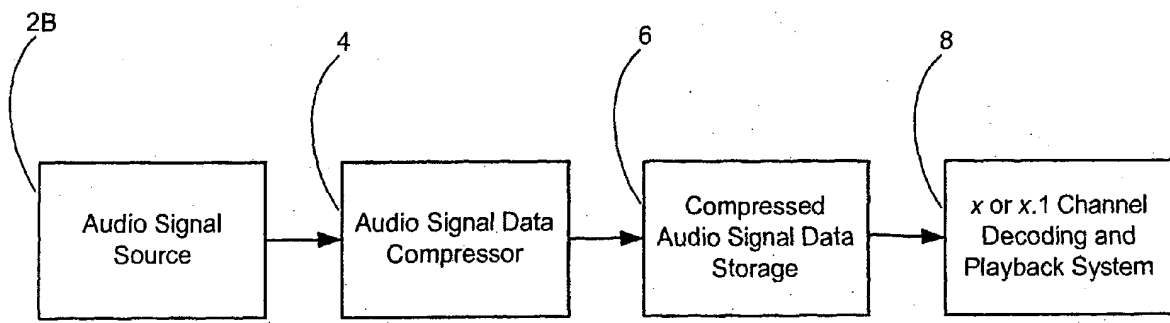 2B
4
6
8
Audio Signal
Source
Audio Signal Data
Compressor
Compressed
Audio Signal Data
Storage
x or x.1 Channel
Decoding and
Playback System